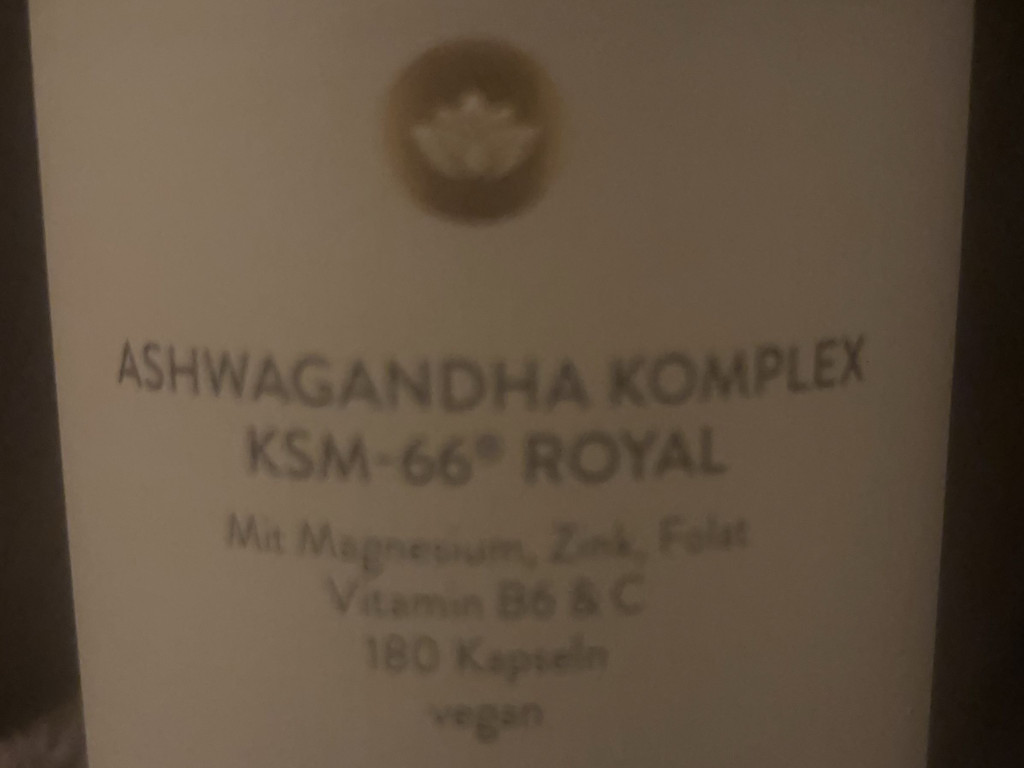 ASHWAGANDHA KOMPLEX
KSM-66® ROYAL
Mit Magnesium, Zink, Folat
Vitamin B6 & C
180 Kapseln
vegan